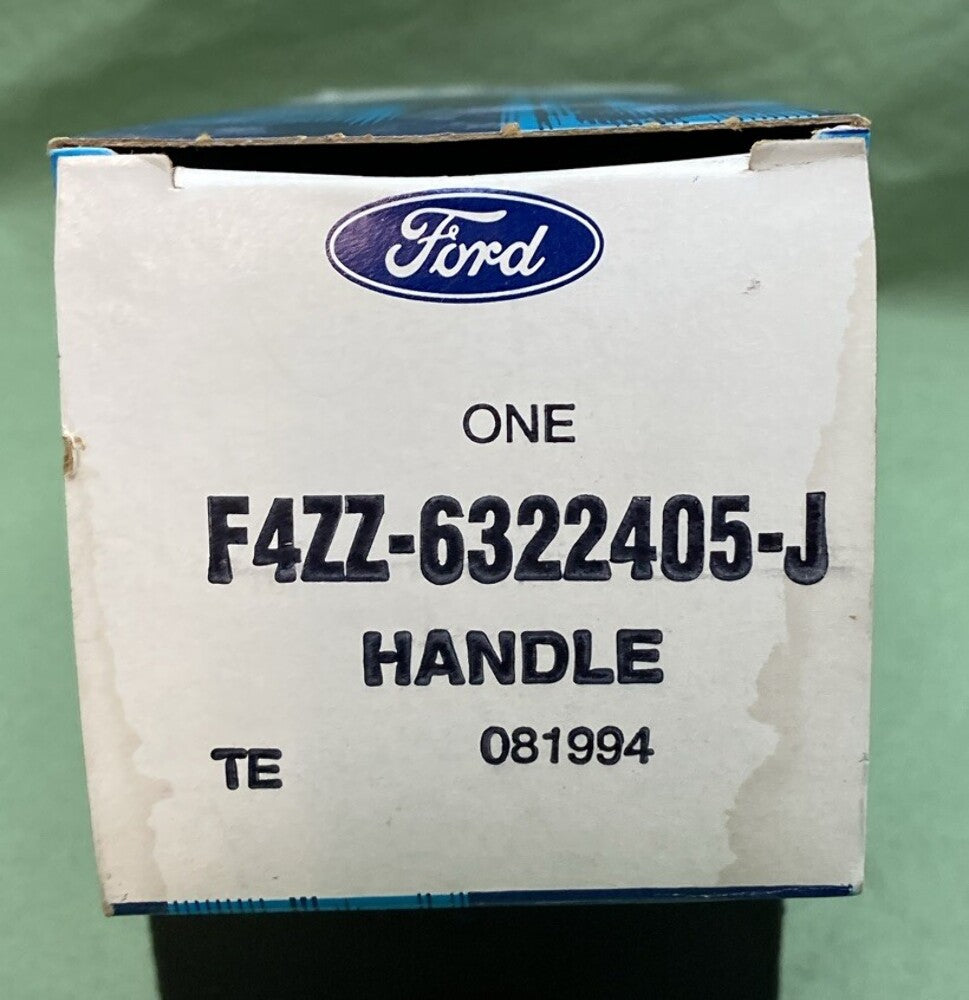 Ford
ONE
F4ZZ-6322405-J
HANDLE
TE 081994